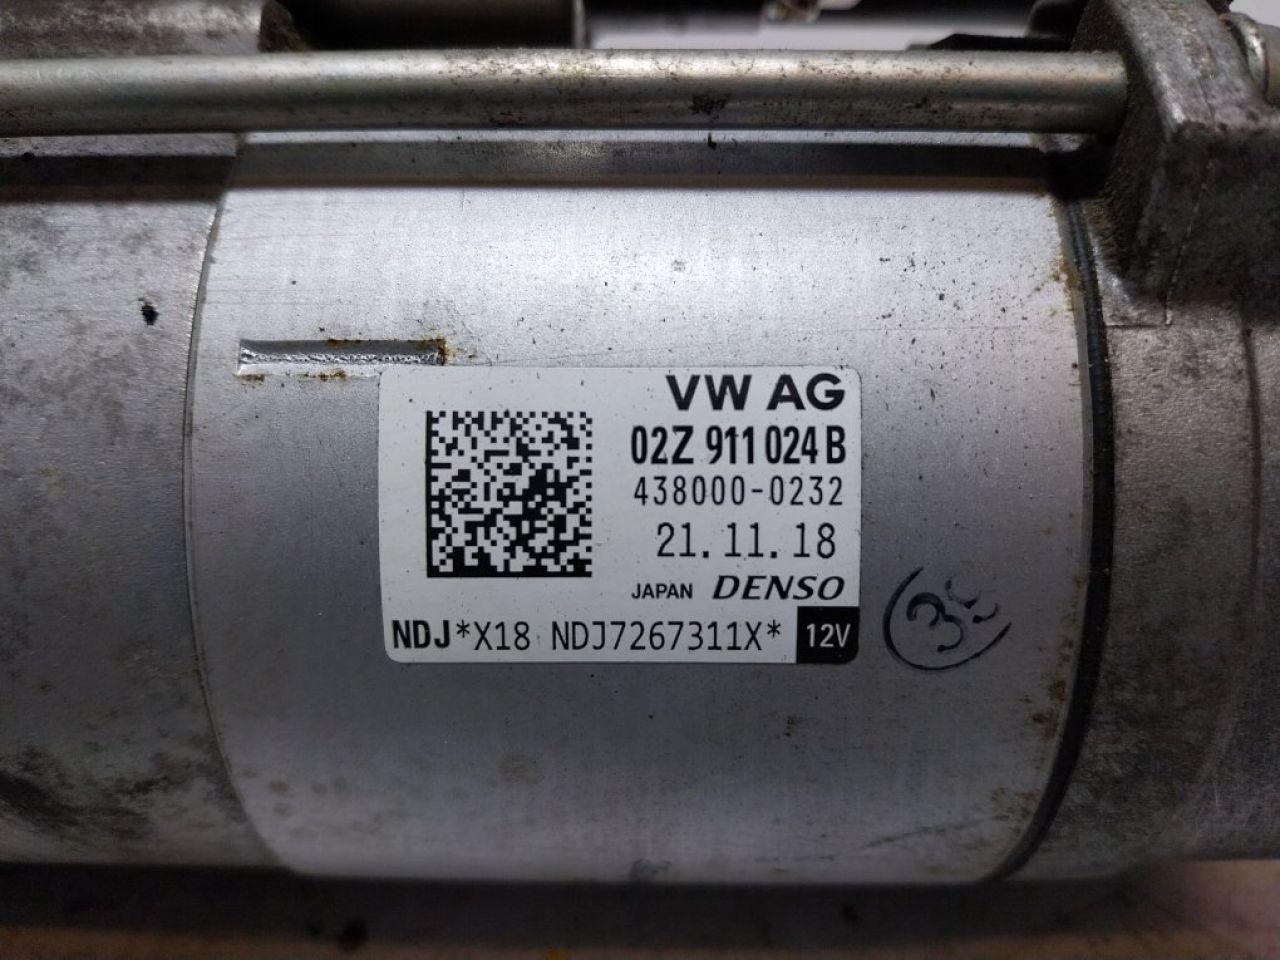 VW AG
02Z 911 024 B
438000-0232
21.11.18
JAPAN DENSO
NDJ*X18 NDJ7267311X* 12V